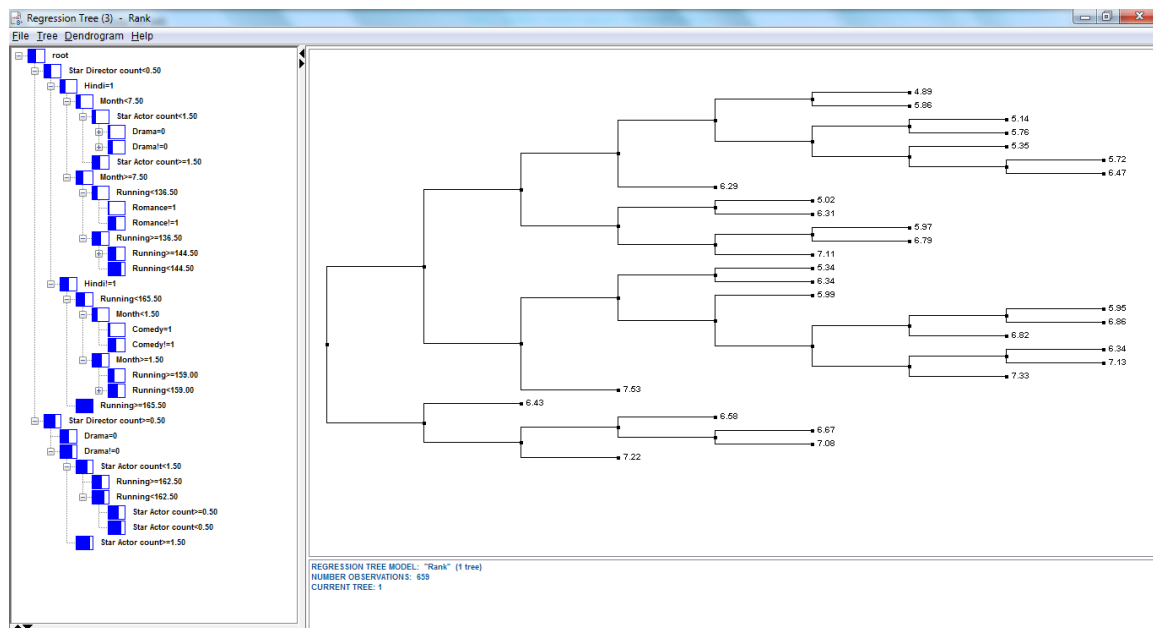 Regression Tree (3) - Rank
File Tree Dendrogram Help
root
Star Director count<0.50
Hindi=1
Month<7.50
Star Actor count<1.50
Drama=0
Drama!=0
Star Actor count>=1.50
Month>=7.50
Running<136.50
Romance=1
Romance!=1
Running>=136.50
Running>=144.50
Running<144.50
Hindi!=1
Running<165.50
Month<1.50
Comedy=1
Comedy!=1
Month>=1.50
Running>=159.00
Running<159.00
Running>=165.50
Star Director count>=0.50
Drama=0
Drama!=0
Star Actor count<1.50
Running>=162.50
Running<162.50
Star Actor count>=0.50
Star Actor count<0.50
Star Actor count>=1.50
4.89
5.86
5.14
5.76
5.35
5.72
6.47
6.29
5.02
6.31
5.97
6.79
7.11
5.34
6.34
5.99
5.95
6.86
6.82
6.34
7.13
7.33
7.53
6.43
6.58
6.67
7.08
7.22
REGRESSION TREE MODEL: "Rank" (1 tree)
NUMBER OBSERVATIONS: 659
CURRENT TREE: 1